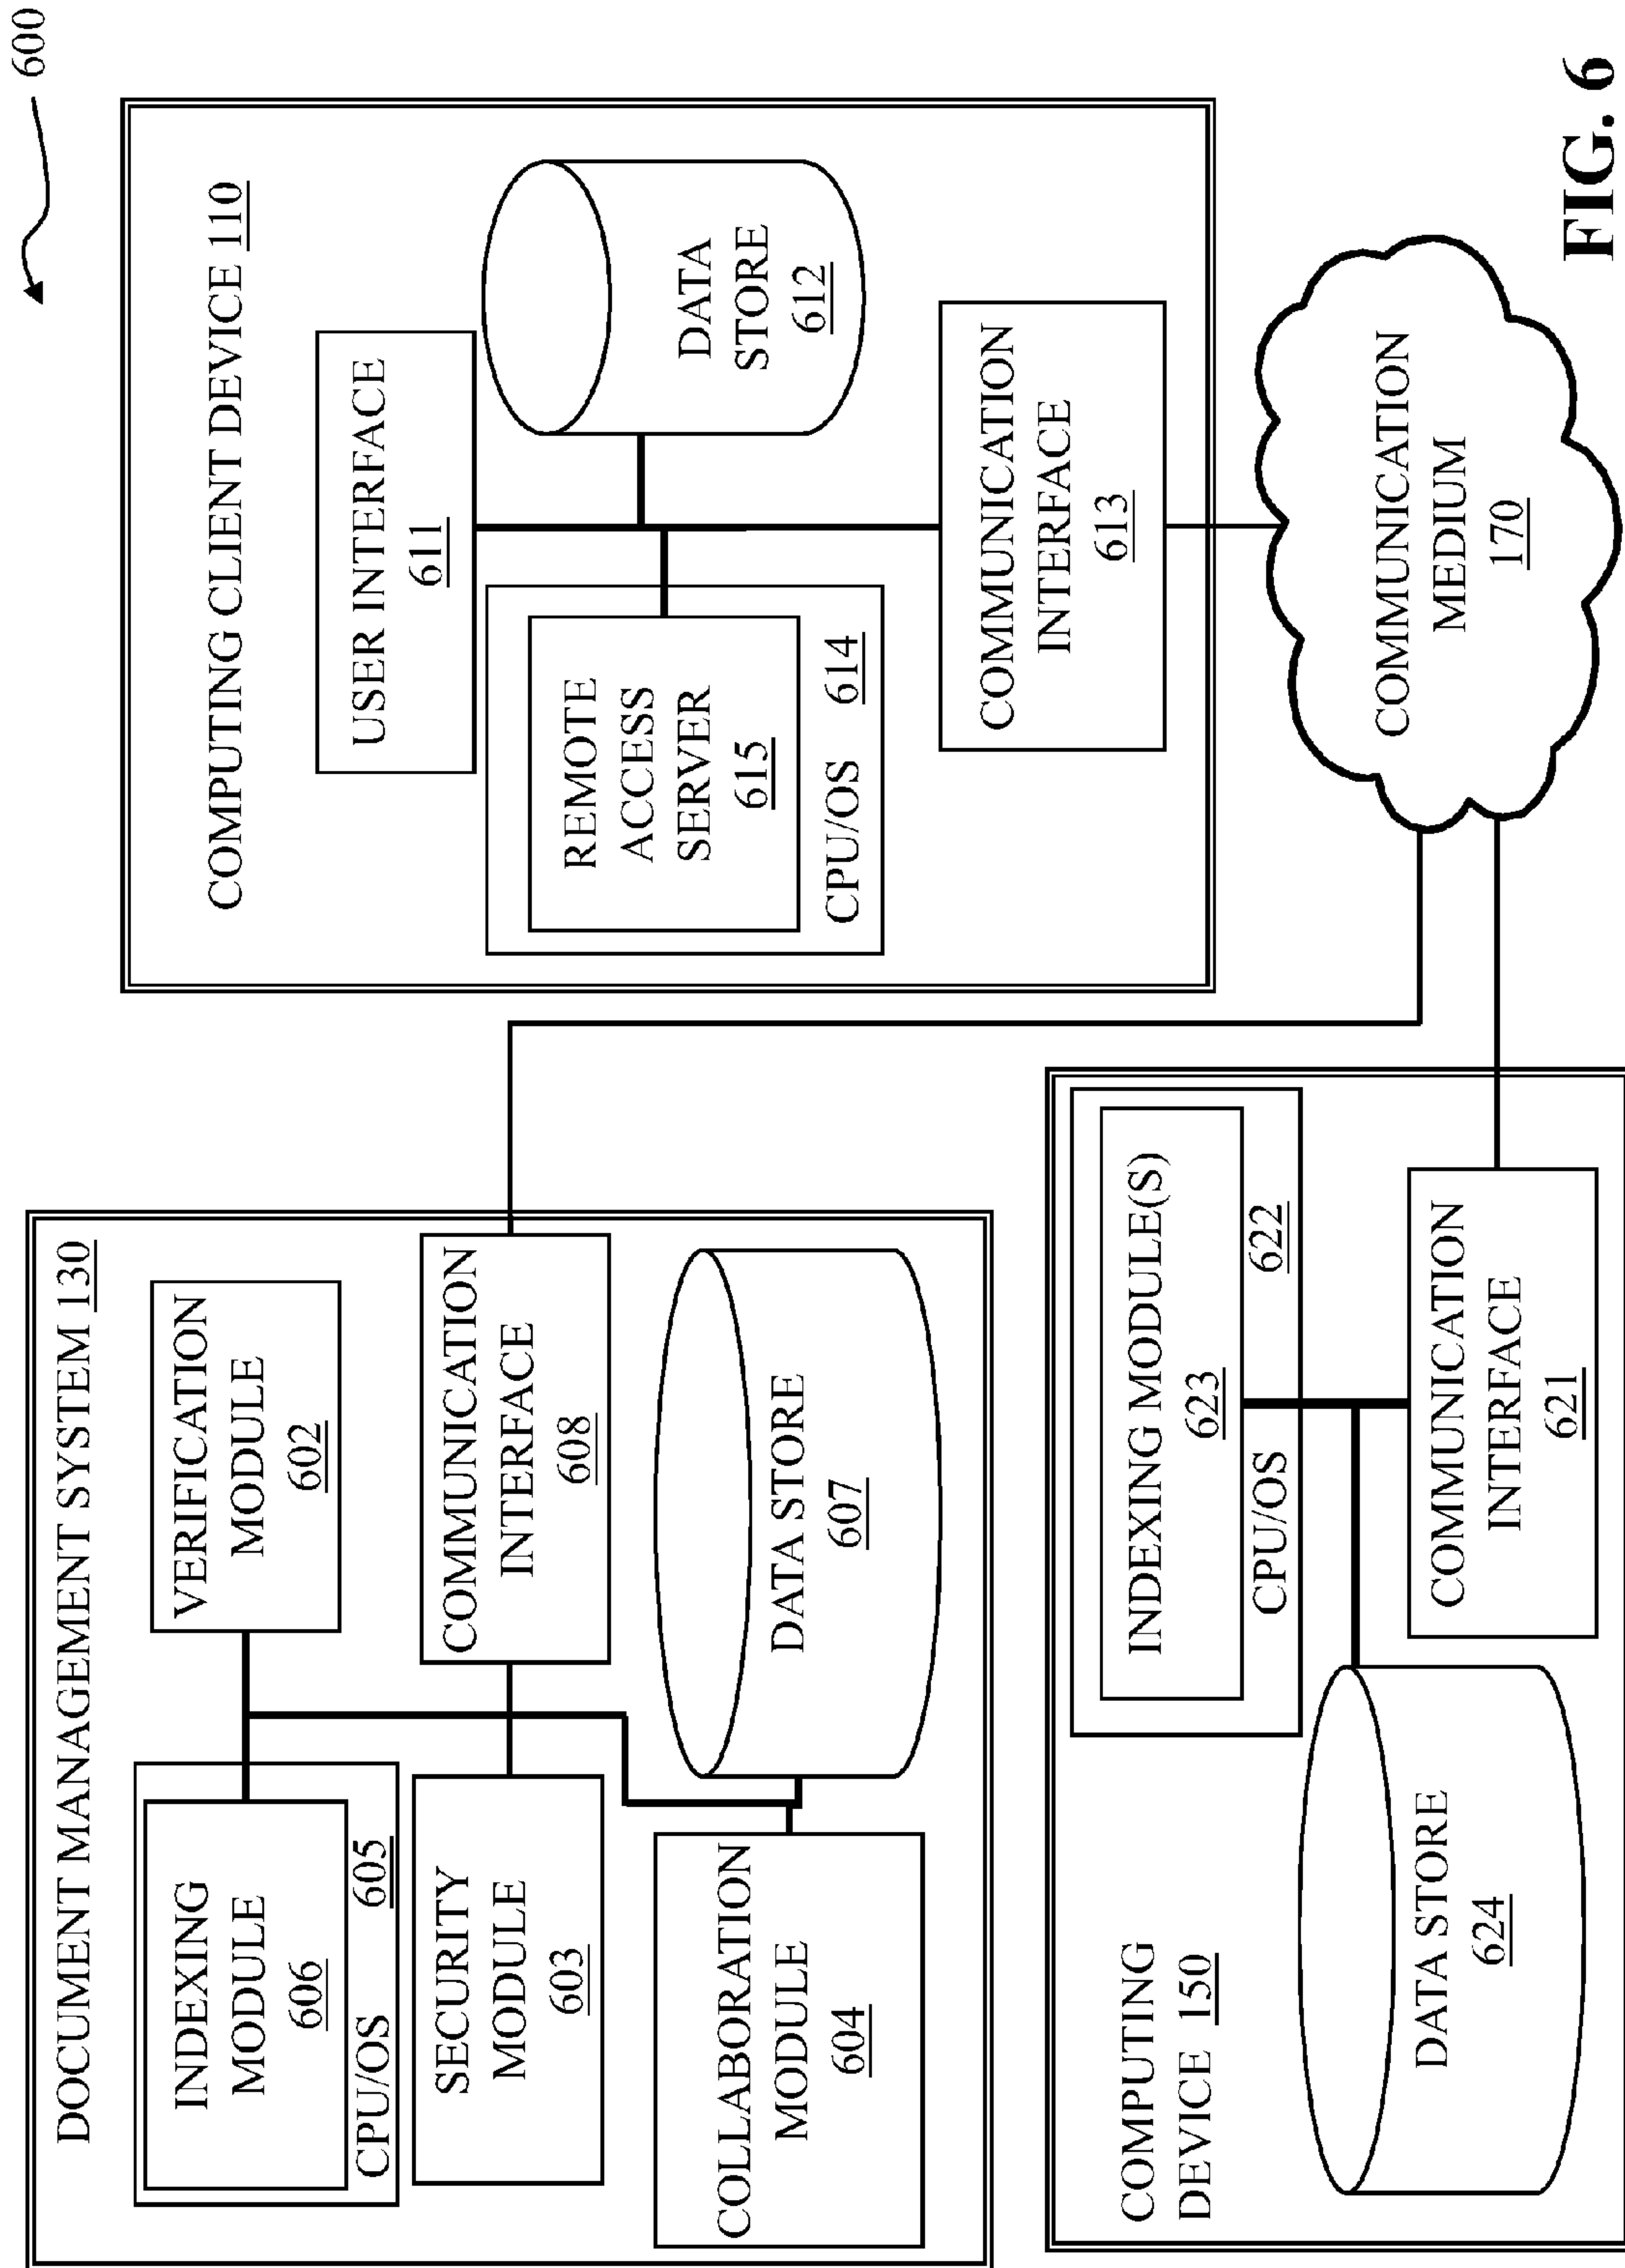 600
DOCUMENT MANAGEMENT SYSTEM 130
INDEXING
MODULE
606
CPU/OS 605
VERIFICATION
MODULE
602
SECURITY
MODULE
603
COMMUNICATION
INTERFACE
608
COLLABORATION
MODULE
604
DATA STORE
607
COMPUTING CLIENT DEVICE 110
USER INTERFACE
611
REMOTE
ACCESS
SERVER
615
CPU/OS 614
DATA
STORE
612
COMMUNICATION
INTERFACE
613
COMPUTING
DEVICE 150
INDEXING MODULE(S)
623
CPU/OS 622
DATA STORE
624
COMMUNICATION
INTERFACE
621
COMMUNICATION
MEDIUM
170
FIG. 6